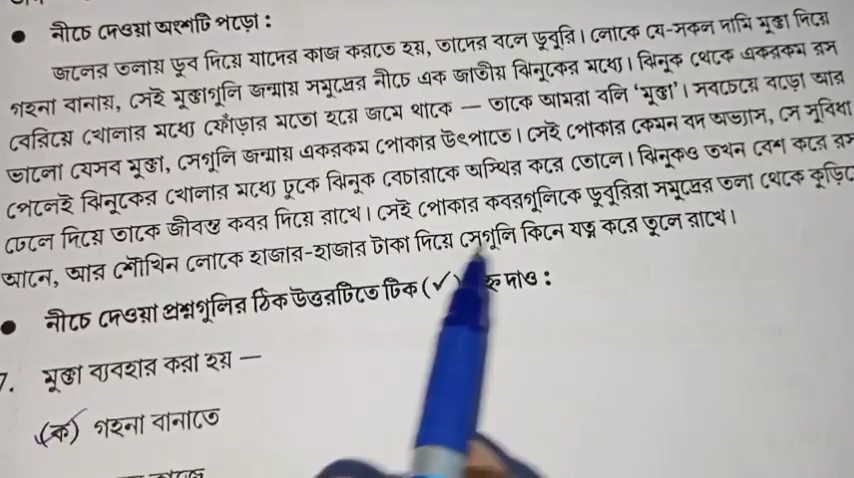 নীচে দেওয়া অংশটি পড়ো :
জলের তলায় ডুব দিয়ে যাদের কাজ করতে হয়, তাদের বলে ডুবুরি। লোকে যে-সকল দামি মুক্তা দিয়ে
গহনা বানায়, সেই মুক্তাগুলি জন্মায় সমুদ্রের নীচে এক জাতীয় ঝিনুকের মধ্যে। ঝিনুক থেকে একরকম রস
বেরিয়ে খোলার মধ্যে ফোঁড়ার মতো হয়ে জমে থাকে — তাকে আমরা বলি ‘মুক্তা’। সবচেয়ে বড়ো আর
ভালো যেসব মুক্তা, সেগুলি জন্মায় একরকম পোকার উৎপাতে। সেই পোকার কেমন বদ অভ্যাস, সে সুবিধা
পেলেই ঝিনুকের খোলার মধ্যে ঢুকে ঝিনুক বেচারাকে অস্থির করে তোলে। ঝিনুকও তখন বেশ করে রস
ঢেলে দিয়ে তাকে জীবন্ত কবর দিয়ে রাখে। সেই পোকার কবরগুলিকে ডুবুরিরা সমুদ্রের তলা থেকে কুড়িয়ে
আনে, আর শৌখিন লোকে হাজার-হাজার টাকা দিয়ে সেগুলি কিনে যত্ন করে তুলে রাখে।
নীচে দেওয়া প্রশ্নগুলির ঠিক উত্তরটিতে টিক (✓) দাও :
7. মুক্তা ব্যবহার করা হয় —
(ক) গহনা বানাতে